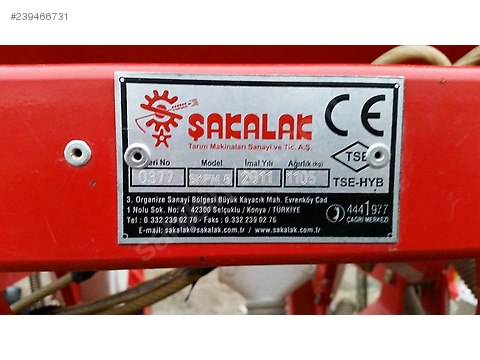 #239466731
ŞAKALAK
CE
Tarım Makinaları Sanayi ve Tic. A.Ş.
TSE
Seri No Model İmal Yılı Ağırlık (kg)
0377 2011 1105
TSE-HYB
3. Organize Sanayi Bölgesi Büyük Kayacık Mah. Evrenköy Cad
1 Nolu Sok. No: 4 42300 Selçuklu / Konya / TÜRKİYE
Tel : 0.332 239 02 70 - Faks : 0.332 239 02 76
E-mail: sakalak@sakalak.com.tr / www.sakalak.com.tr
444 1 977
ÇAĞRI MERKEZİ